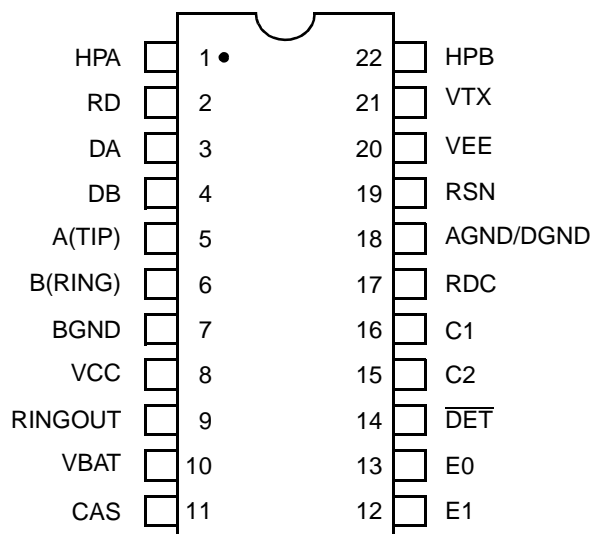 HPA 1 22 HPB
RD 2 21 VTX
DA 3 20 VEE
DB 4 19 RSN
A(TIP) 5 18 AGND/DGND
B(RING) 6 17 RDC
BGND 7 16 C1
VCC 8 15 C2
RINGOUT 9 14 D̅E̅T̅
VBAT 10 13 E0
CAS 11 12 E1